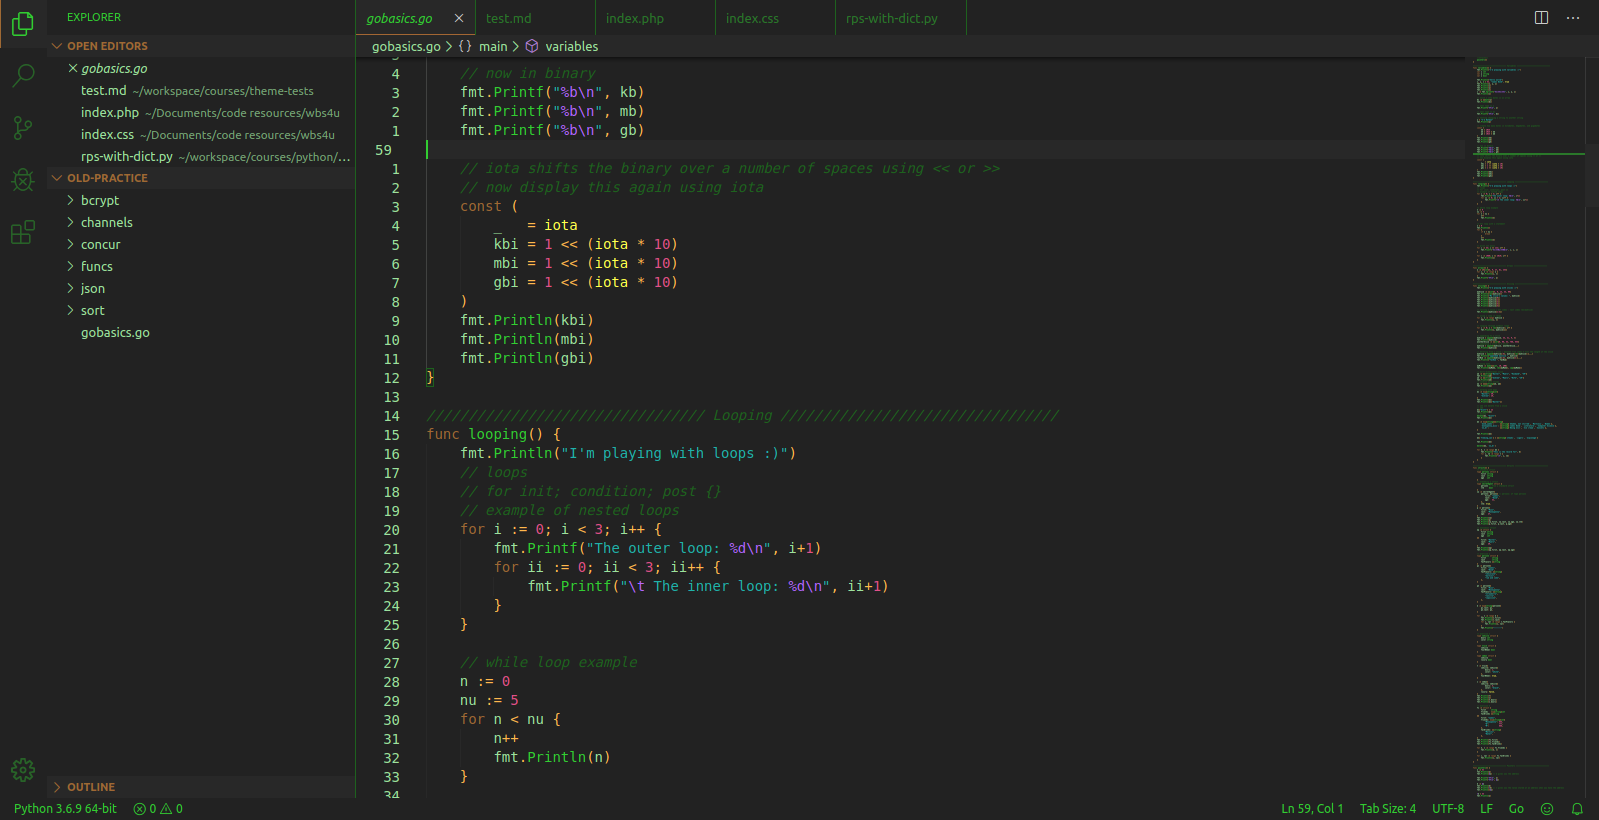 EXPLORER
OPEN EDITORS
gobasics.go
test.md ~/workspace/courses/theme-tests
index.php ~/Documents/code resources/wbs4u
index.css ~/Documents/code resources/wbs4u
rps-with-dict.py ~/workspace/courses/python/...
OLD-PRACTICE
bcrypt
channels
concur
funcs
json
sort
gobasics.go
OUTLINE
gobasics.go test.md index.php index.css rps-with-dict.py
gobasics.go > {} main > variables
4 // now in binary
3 fmt.Printf("%b\n", kb)
2 fmt.Printf("%b\n", mb)
1 fmt.Printf("%b\n", gb)
59
1 // iota shifts the binary over a number of spaces using << or >>
2 // now display this again using iota
3 const (
4 _ = iota
5 kbi = 1 << (iota * 10)
6 mbi = 1 << (iota * 10)
7 gbi = 1 << (iota * 10)
8 )
9 fmt.Println(kbi)
10 fmt.Println(mbi)
11 fmt.Println(gbi)
12 }
13
14 ///////////////////////////////// Looping /////////////////////////////////
15 func looping() {
16 fmt.Println("I'm playing with loops :)")
17 // loops
18 // for init; condition; post {}
19 // example of nested loops
20 for i := 0; i < 3; i++ {
21 fmt.Printf("The outer loop: %d\n", i+1)
22 for ii := 0; ii < 3; ii++ {
23 fmt.Printf("\t The inner loop: %d\n", ii+1)
24 }
25 }
26
27 // while loop example
28 n := 0
29 nu := 5
30 for n < nu {
31 n++
32 fmt.Println(n)
33 }
34
Python 3.6.9 64-bit 0 0 Ln 59, Col 1 Tab Size: 4 UTF-8 LF Go